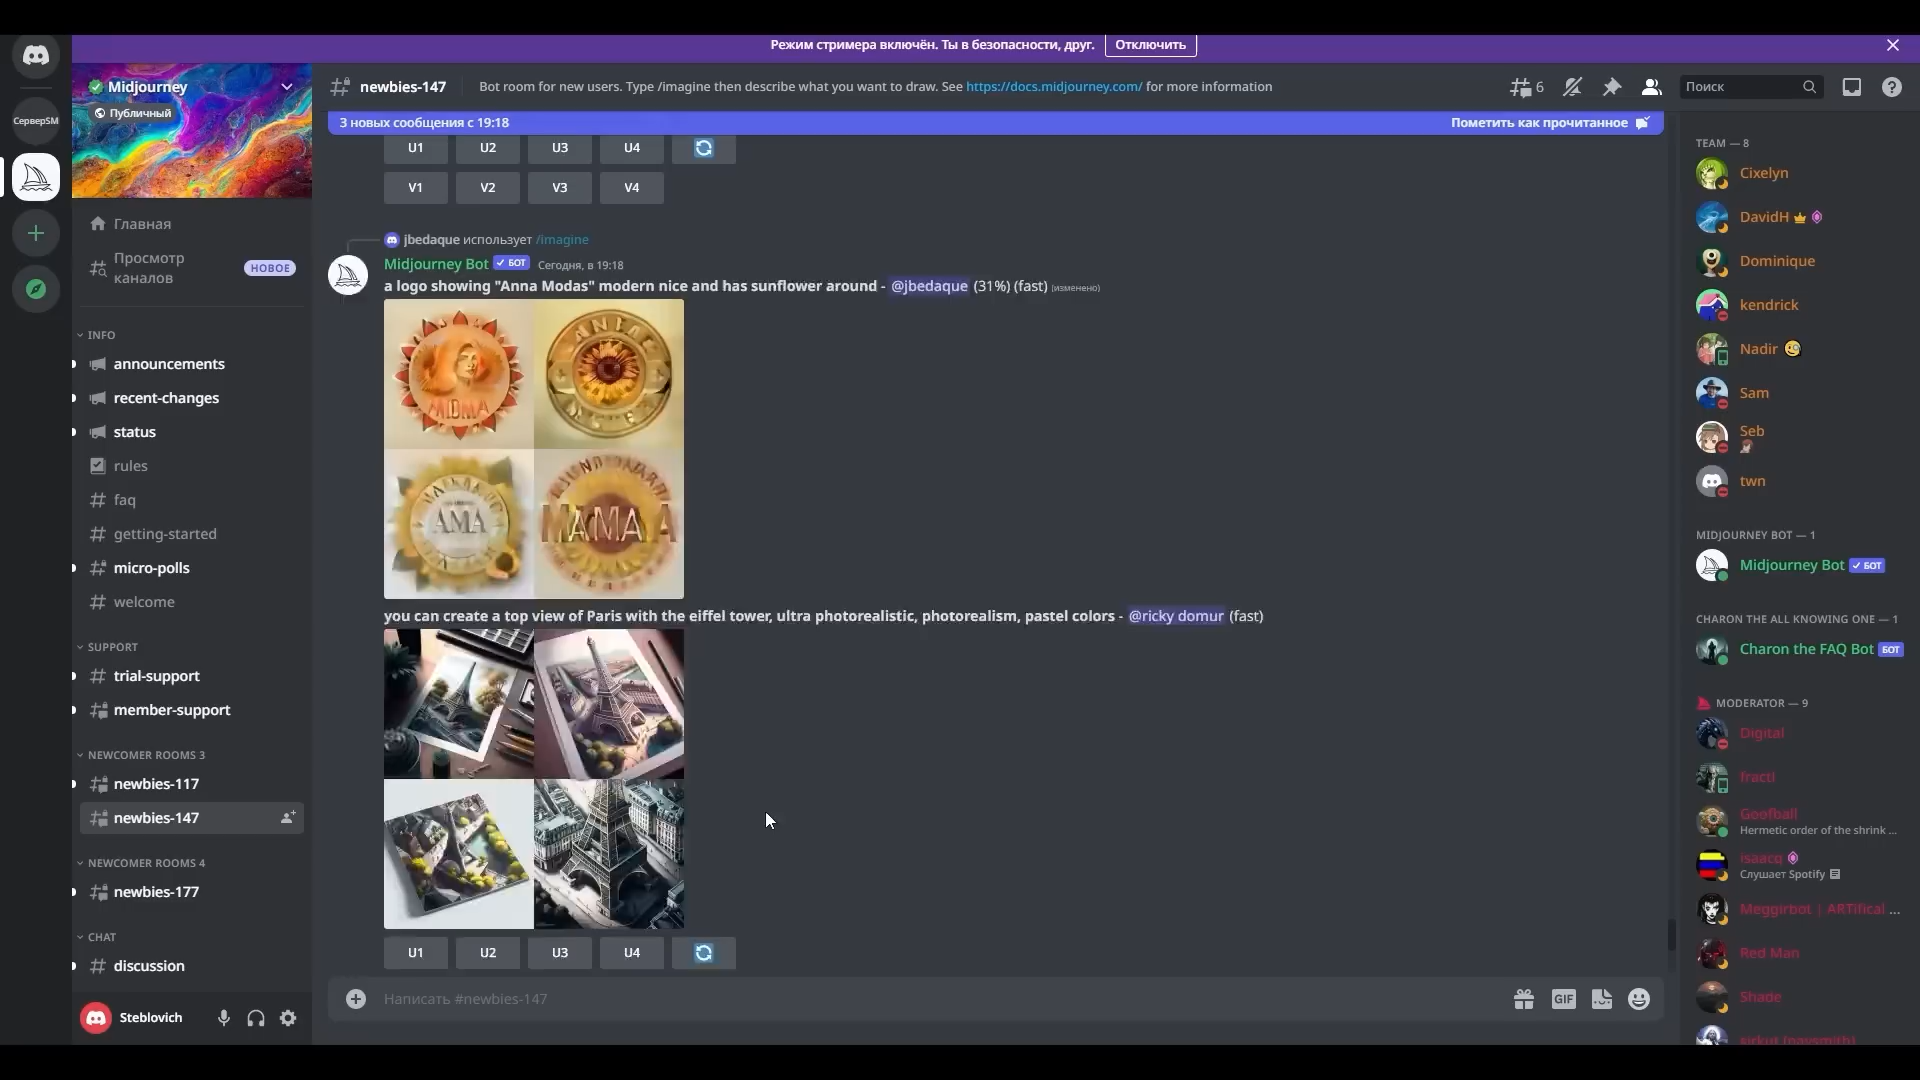 Режим стримера включён. Ты в безопасности, друг.
Отключить
СерверSM
Midjourney
Публичный
Главная
Просмотр
каналов
НОВОЕ
INFO
announcements
recent-changes
status
rules
faq
getting-started
micro-polls
welcome
SUPPORT
trial-support
member-support
NEWCOMER ROOMS 3
newbies-117
newbies-147
NEWCOMER ROOMS 4
newbies-177
CHAT
discussion
Steblovich
newbies-147
Bot room for new users. Type /imagine then describe what you want to draw. See https://docs.midjourney.com/ for more information
6
Поиск
3 новых сообщения с 19:18
Пометить как прочитанное
U1 U2 U3 U4
V1 V2 V3 V4
jbedaque использует /imagine
Midjourney Bot БОТ Сегодня, в 19:18
a logo showing "Anna Modas" modern nice and has sunflower around - @jbedaque (31%) (fast) (изменено)
MIDMA
AMA
MAMA A
you can create a top view of Paris with the eiffel tower, ultra photorealistic, photorealism, pastel colors - @ricky domur (fast)
U1 U2 U3 U4
Написать #newbies-147
GIF
TEAM — 8
Cixelyn
DavidH
Dominique
kendrick
Nadir
Sam
Seb
twn
MIDJOURNEY BOT — 1
Midjourney Bot БОТ
CHARON THE ALL KNOWING ONE — 1
Charon the FAQ Bot БОТ
MODERATOR — 9
Digital
fracti
Goofball
Hermetic order of the shrink ...
isaacq
Слушает Spotify
Meggirbot | ARTifical ...
Red Man
Shade